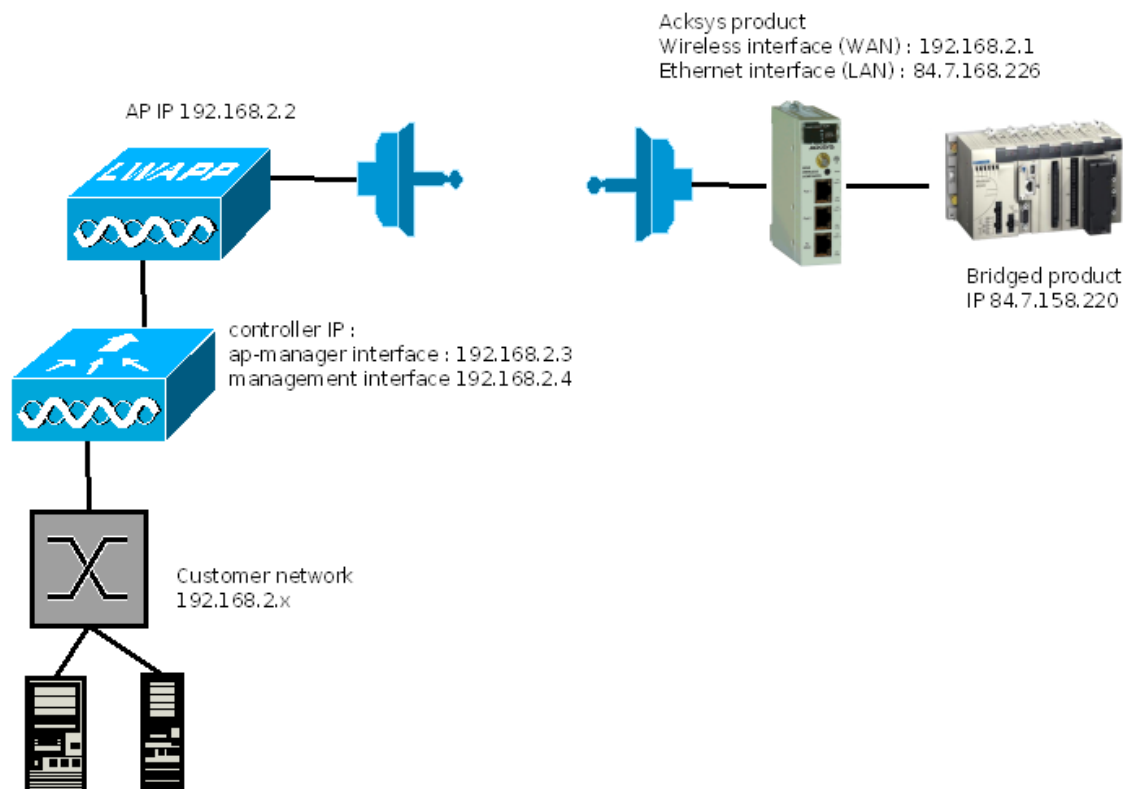 Acksys product
Wireless interface (WAN) : 192.168.2.1
Ethernet interface (LAN) : 84.7.168.226
AP IP 192.168.2.2
LWAPP
Bridged product
IP 84.7.158.220
controller IP :
ap-manager interface : 192.168.2.3
management interface 192.168.2.4
Customer network
192.168.2.x